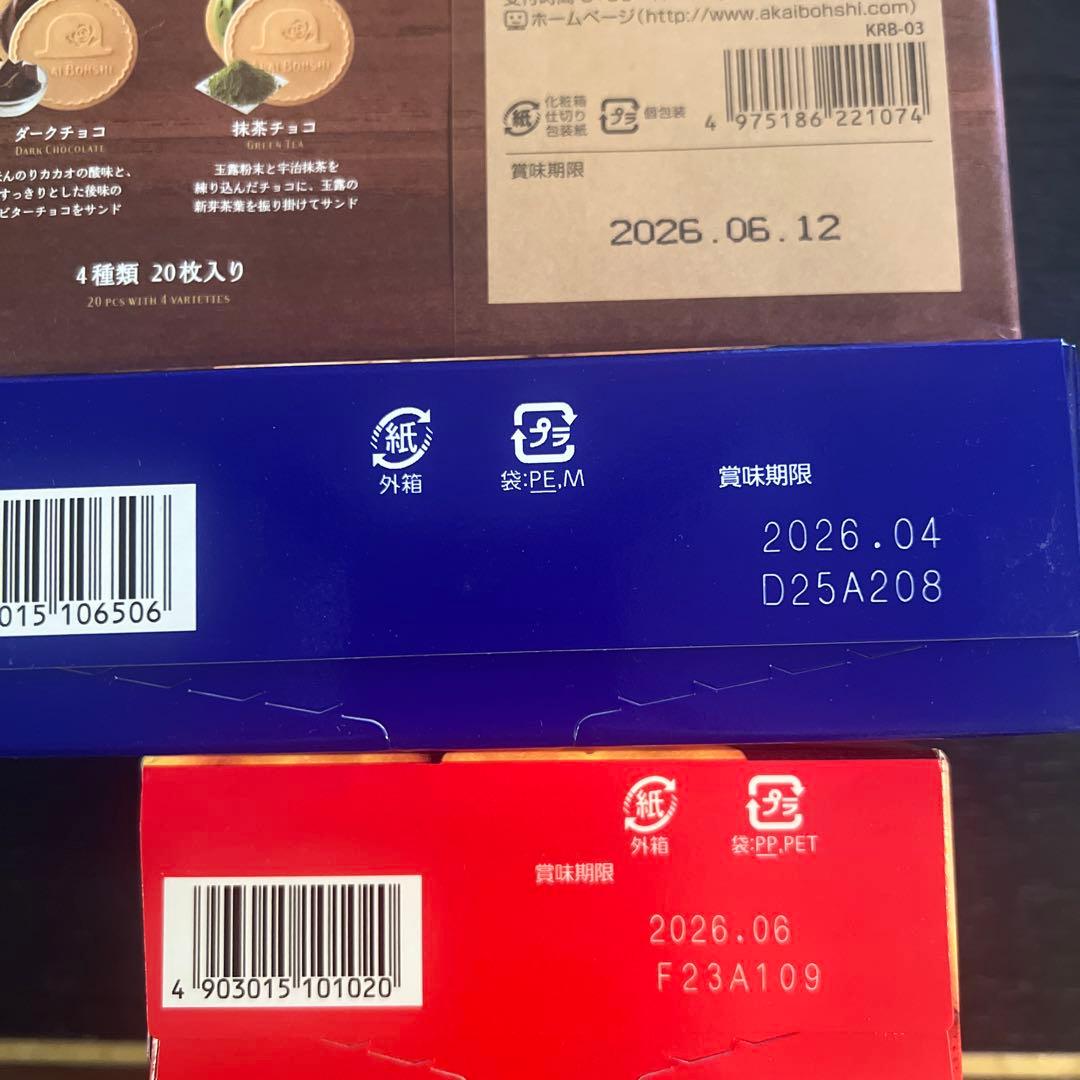 ホームページ(http://www.akaibohshi.com)
KRB-03
紙
化粧箱
仕切り
包装紙
プラ
個包装
4 975186 221074
賞味期限
2026.06.12
AKAI BOHSHI
ダークチョコ
DARK CHOCOLATE
んのりカカオの酸味と、
すっきりとした後味の
ビターチョコをサンド
抹茶チョコ
GREEN TEA
玉露粉末と宇治抹茶を
練り込んだチョコに、玉露の
新芽茶葉を振り掛けてサンド
4種類 20枚入り
20 PCS WITH 4 VARIETIES
紙
外箱
プラ
袋:PE,M
賞味期限
2026.04
D25A208
015 106506
紙
外箱
プラ
袋:PP,PET
賞味期限
2026.06
F23A109
4 903015 101020